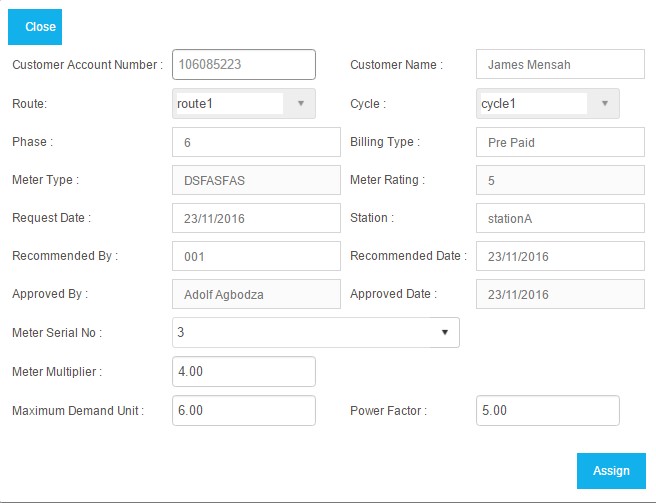 Close
Customer Account Number : 106085223 Customer Name : James Mensah
Route: route1 Cycle : cycle1
Phase : 6 Billing Type : Pre Paid
Meter Type : DSFASFAS Meter Rating : 5
Request Date : 23/11/2016 Station : stationA
Recommended By : 001 Recommended Date : 23/11/2016
Approved By : Adolf Agbodza Approved Date : 23/11/2016
Meter Serial No : 3
Meter Multiplier : 4.00
Maximum Demand Unit : 6.00 Power Factor : 5.00
Assign